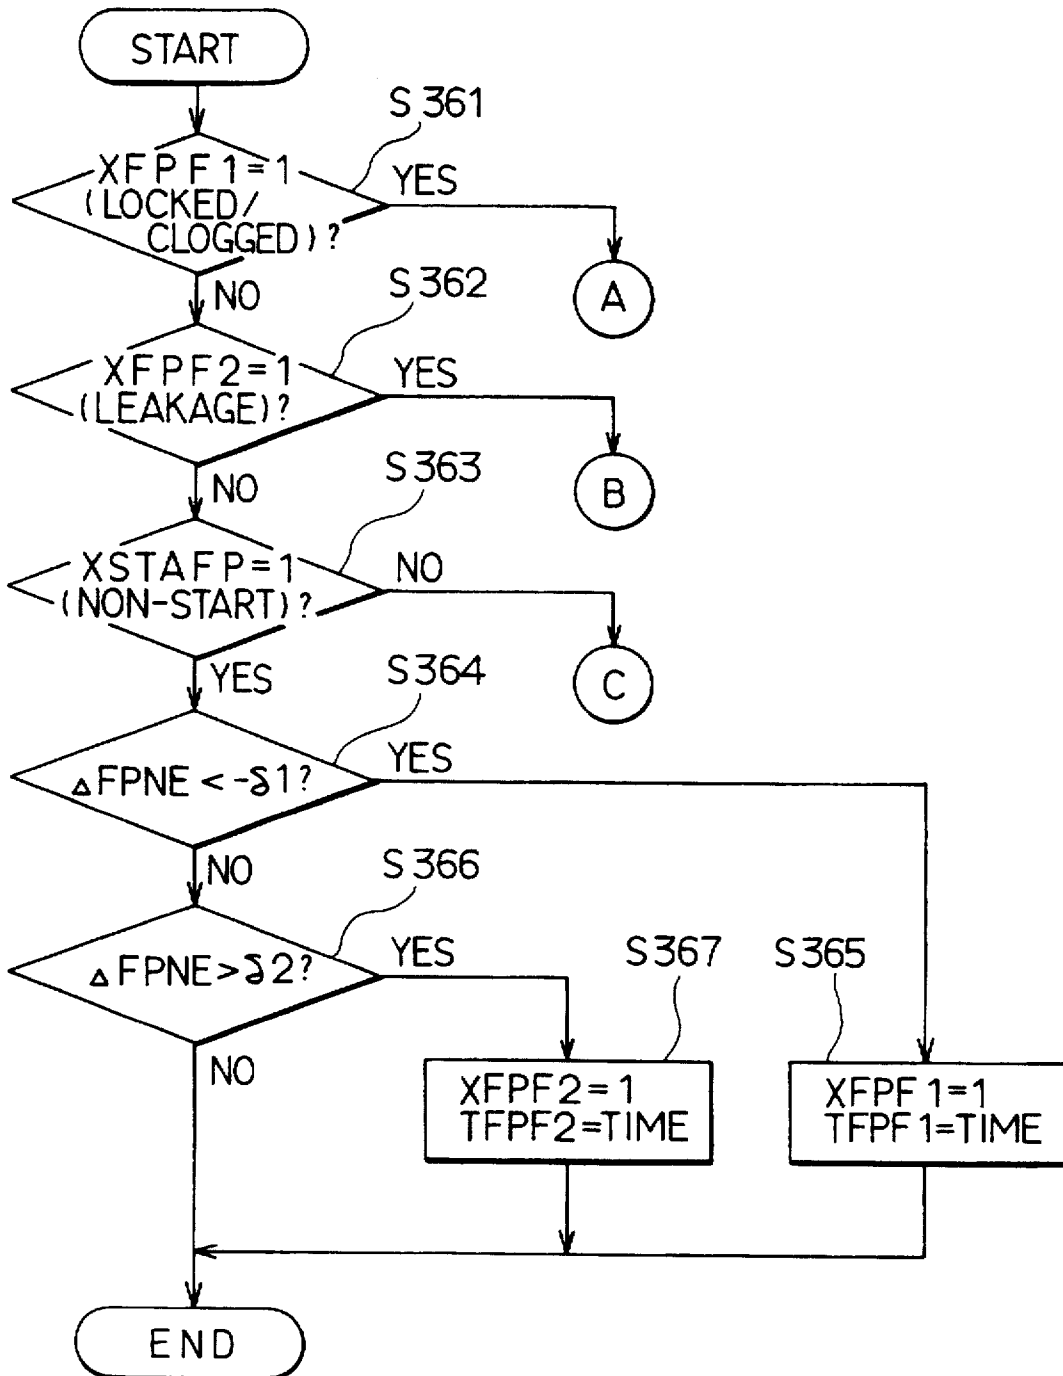 START
S361
XFPF1=1
(LOCKED/
CLOGGED)?
YES
A
NO
S362
XFPF2=1
(LEAKAGE)?
YES
B
NO
S363
XSTAFP=1
(NON-START)?
NO
C
YES
S364
△FPNE<-δ1?
YES
NO
S366
△FPNE>δ2?
YES
NO
S367
XFPF2=1
TFPF2=TIME
S365
XFPF1=1
TFPF1=TIME
END